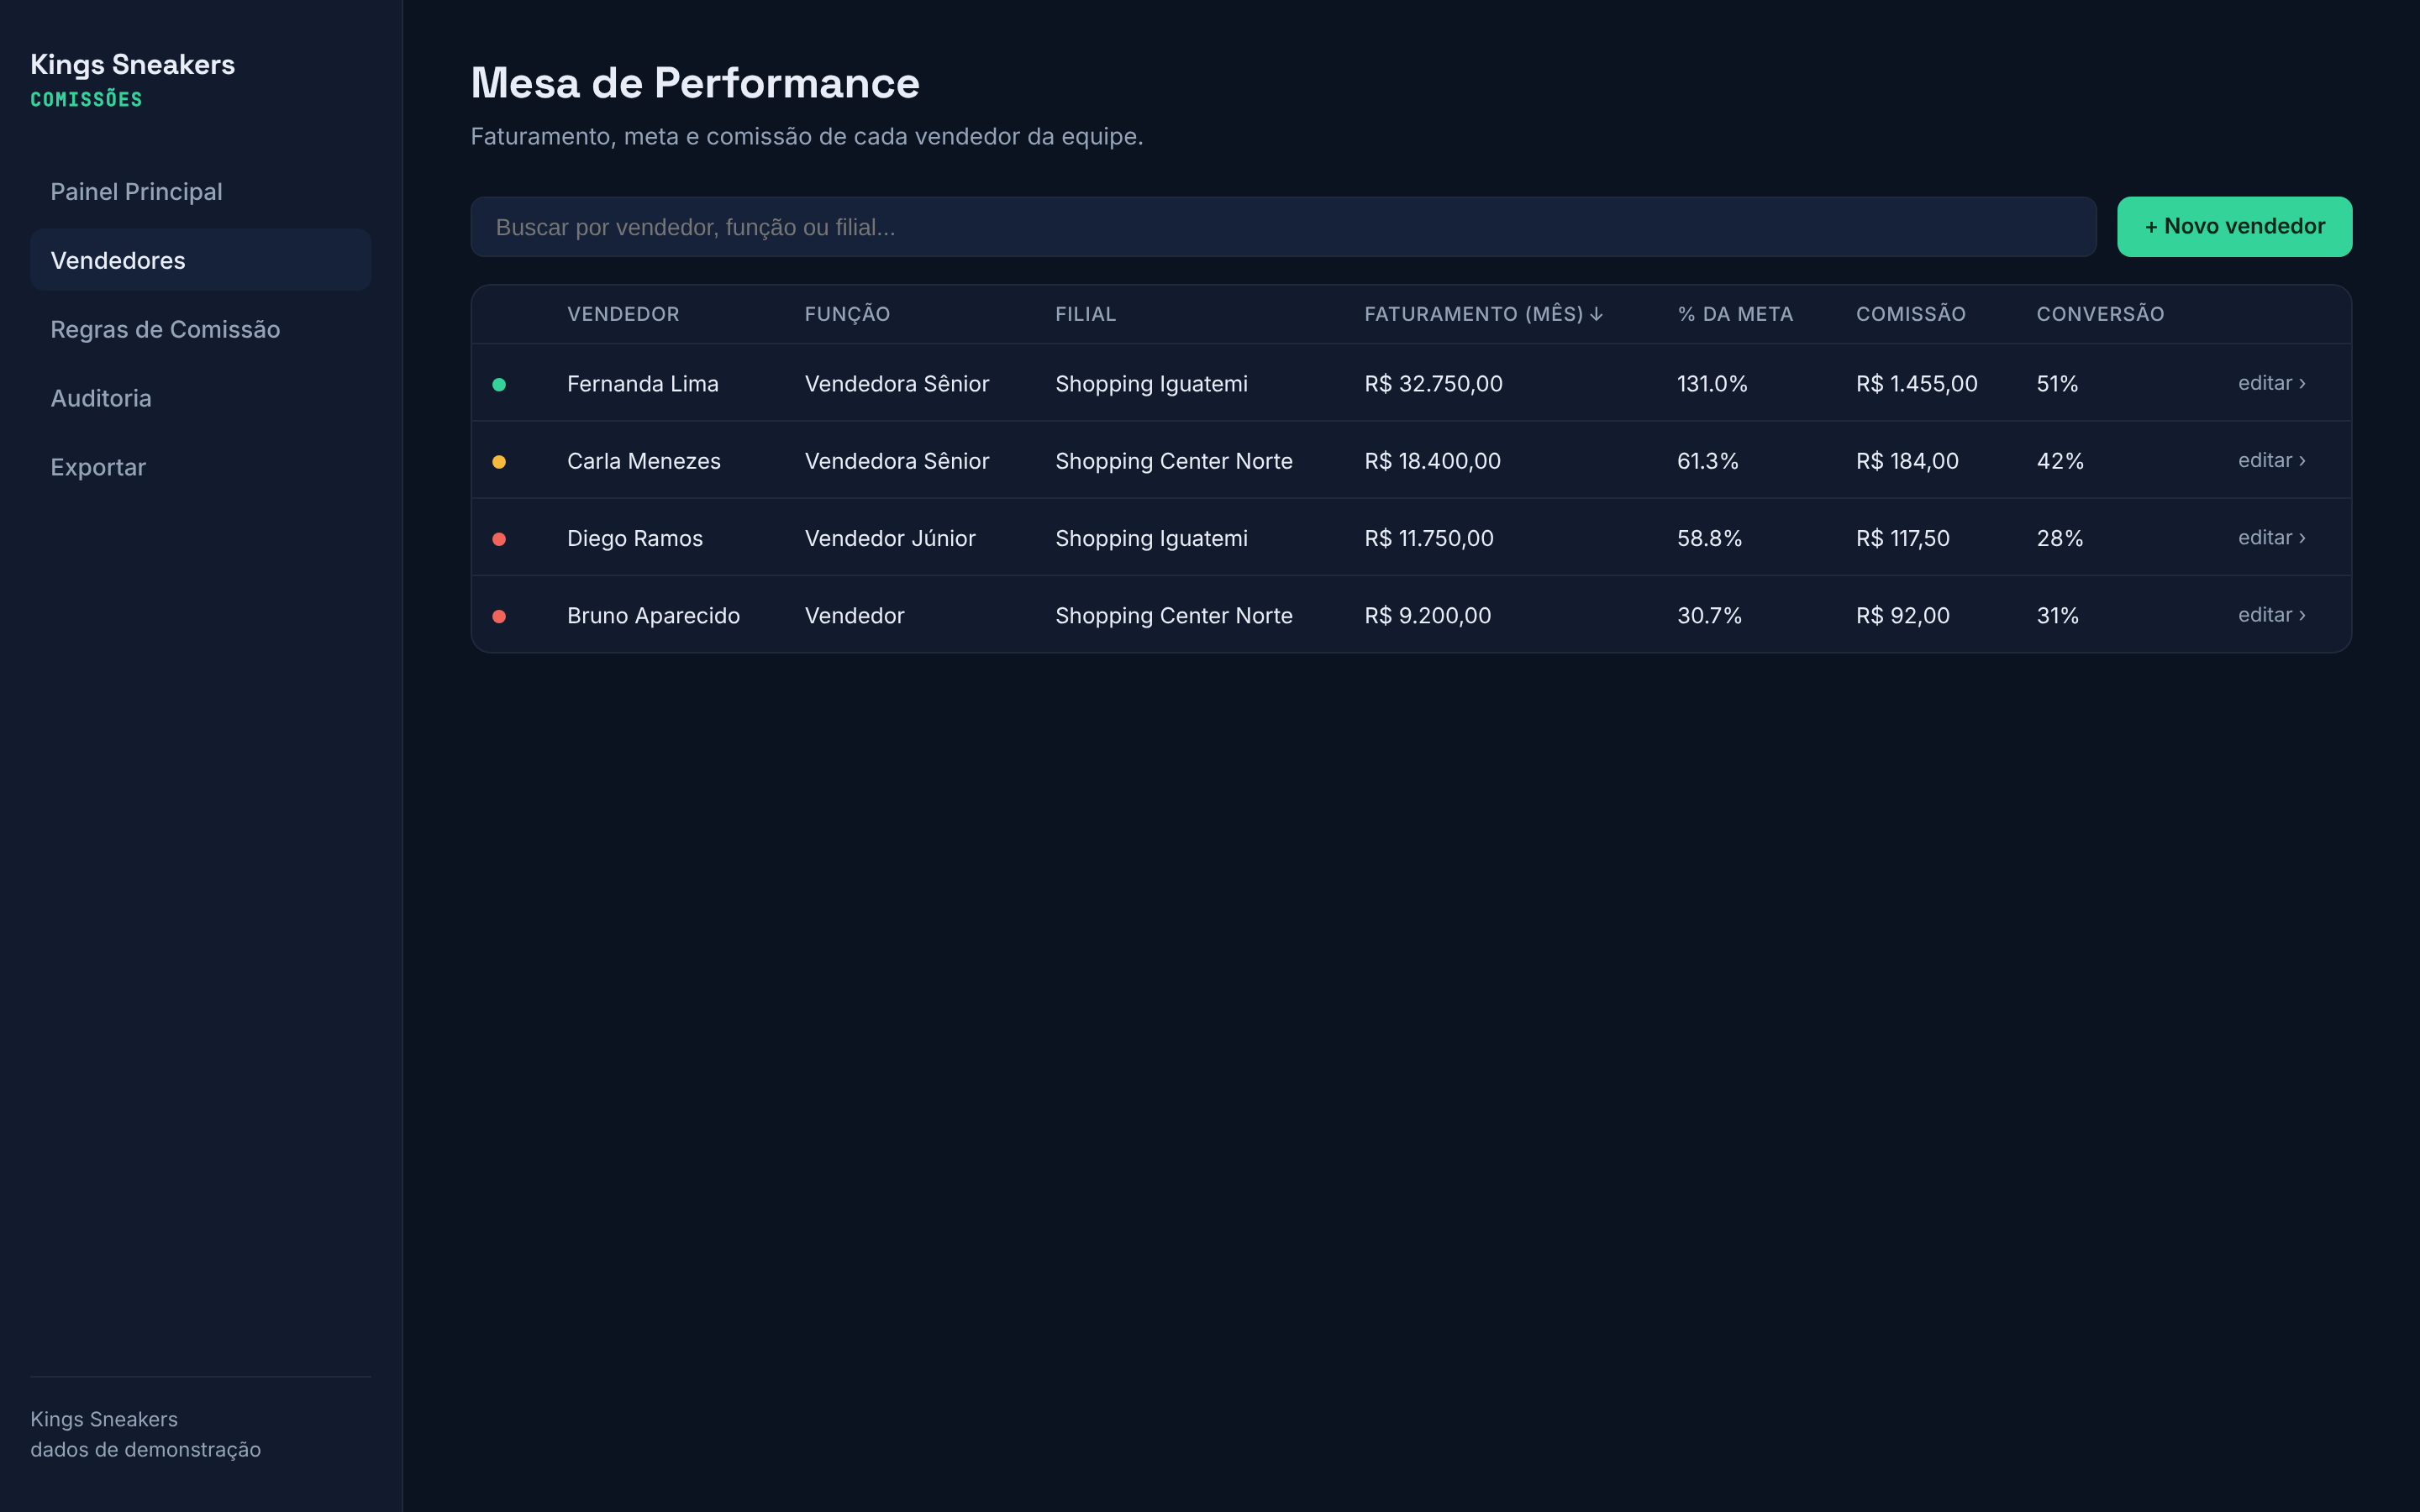 Kings Sneakers
COMISSÕES
Painel Principal
Vendedores
Regras de Comissão
Auditoria
Exportar
Kings Sneakers
dados de demonstração
Mesa de Performance
Faturamento, meta e comissão de cada vendedor da equipe.
Buscar por vendedor, função ou filial...
+ Novo vendedor
VENDEDOR FUNÇÃO FILIAL FATURAMENTO (MÊS) ↓ % DA META COMISSÃO CONVERSÃO
Fernanda Lima Vendedora Sênior Shopping Iguatemi R$ 32.750,00 131.0% R$ 1.455,00 51% editar ›
Carla Menezes Vendedora Sênior Shopping Center Norte R$ 18.400,00 61.3% R$ 184,00 42% editar ›
Diego Ramos Vendedor Júnior Shopping Iguatemi R$ 11.750,00 58.8% R$ 117,50 28% editar ›
Bruno Aparecido Vendedor Shopping Center Norte R$ 9.200,00 30.7% R$ 92,00 31% editar ›